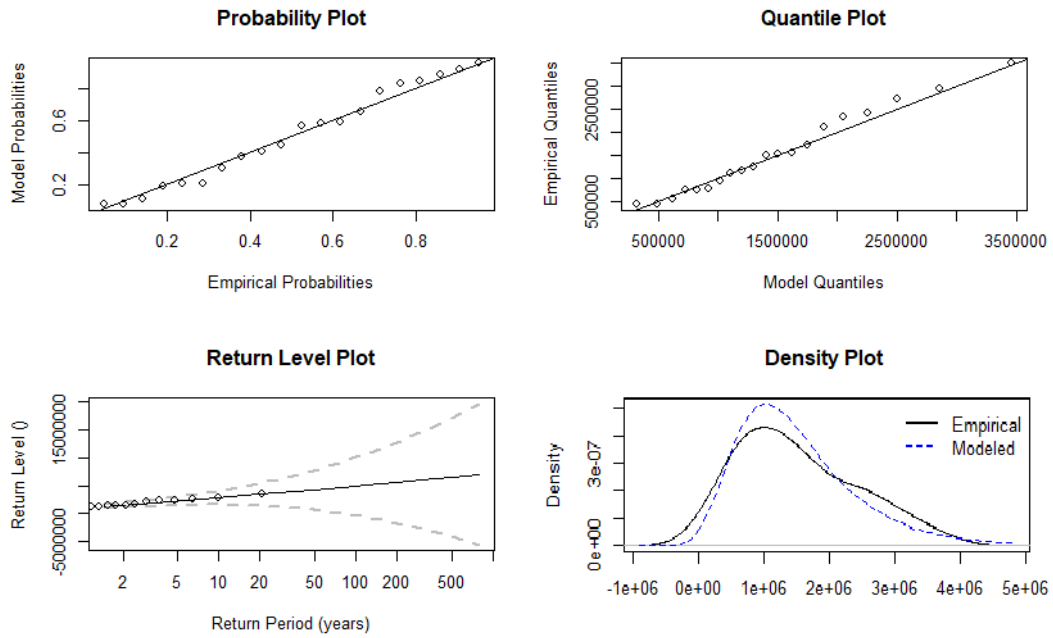 Probability Plot
Model Probabilities
0.2
0.6
0.2
0.4
0.6
0.8
Empirical Probabilities
Quantile Plot
Empirical Quantiles
500000
2500000
500000
1500000
2500000
3500000
Model Quantiles
Return Level Plot
Return Level ()
-5000000
5000000
15000000
2
5
10
20
50
100
200
500
Return Period (years)
Density Plot
Density
0e+00
3e-07
Empirical
Modeled
-1e+06
0e+00
1e+06
2e+06
3e+06
4e+06
5e+06